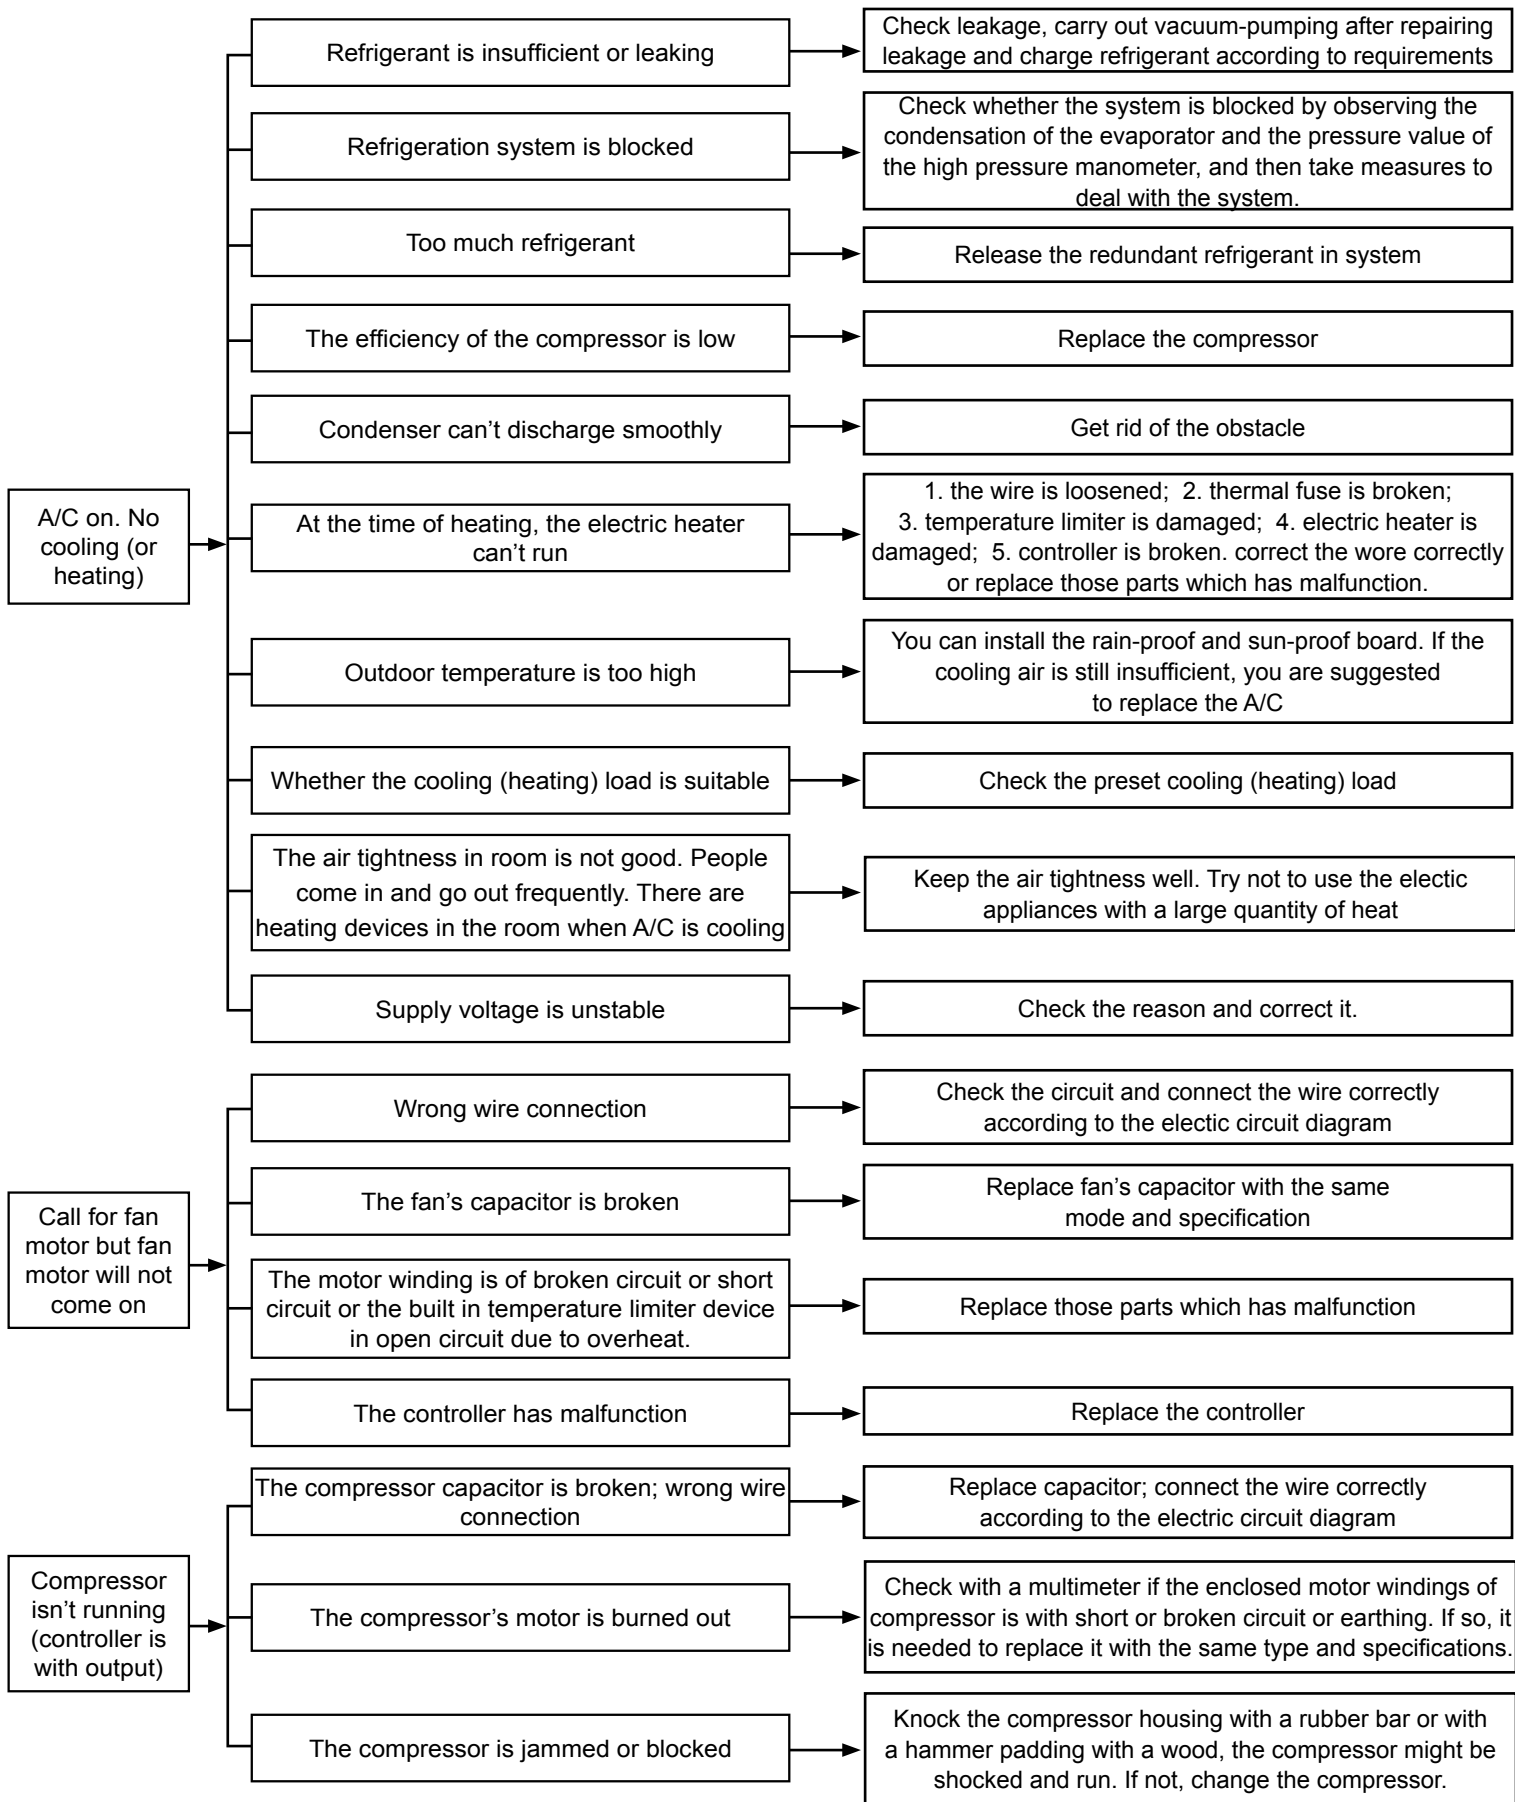 Refrigerant is insufficient or leaking
Check leakage, carry out vacuum-pumping after repairing
leakage and charge refrigerant according to requirements
Refrigeration system is blocked
Check whether the system is blocked by observing the
condensation of the evaporator and the pressure value of
the high pressure manometer, and then take measures to
deal with the system.
Too much refrigerant
Release the redundant refrigerant in system
The efficiency of the compressor is low
Replace the compressor
Condenser can’t discharge smoothly
Get rid of the obstacle
A/C on. No
cooling (or
heating)
At the time of heating, the electric heater
can’t run
1. the wire is loosened; 2. thermal fuse is broken;
3. temperature limiter is damaged; 4. electric heater is
damaged; 5. controller is broken. correct the wore correctly
or replace those parts which has malfunction.
Outdoor temperature is too high
You can install the rain-proof and sun-proof board. If the
cooling air is still insufficient, you are suggested
to replace the A/C
Whether the cooling (heating) load is suitable
Check the preset cooling (heating) load
The air tightness in room is not good. People
come in and go out frequently. There are
heating devices in the room when A/C is cooling
Keep the air tightness well. Try not to use the electic
appliances with a large quantity of heat
Supply voltage is unstable
Check the reason and correct it.
Call for fan
motor but fan
motor will not
come on
Wrong wire connection
Check the circuit and connect the wire correctly
according to the electic circuit diagram
The fan’s capacitor is broken
Replace fan’s capacitor with the same
mode and specification
The motor winding is of broken circuit or short
circuit or the built in temperature limiter device
in open circuit due to overheat.
Replace those parts which has malfunction
The controller has malfunction
Replace the controller
Compressor
isn’t running
(controller is
with output)
The compressor capacitor is broken; wrong wire
connection
Replace capacitor; connect the wire correctly
according to the electric circuit diagram
The compressor’s motor is burned out
Check with a multimeter if the enclosed motor windings of
compressor is with short or broken circuit or earthing. If so, it
is needed to replace it with the same type and specifications.
The compressor is jammed or blocked
Knock the compressor housing with a rubber bar or with
a hammer padding with a wood, the compressor might be
shocked and run. If not, change the compressor.